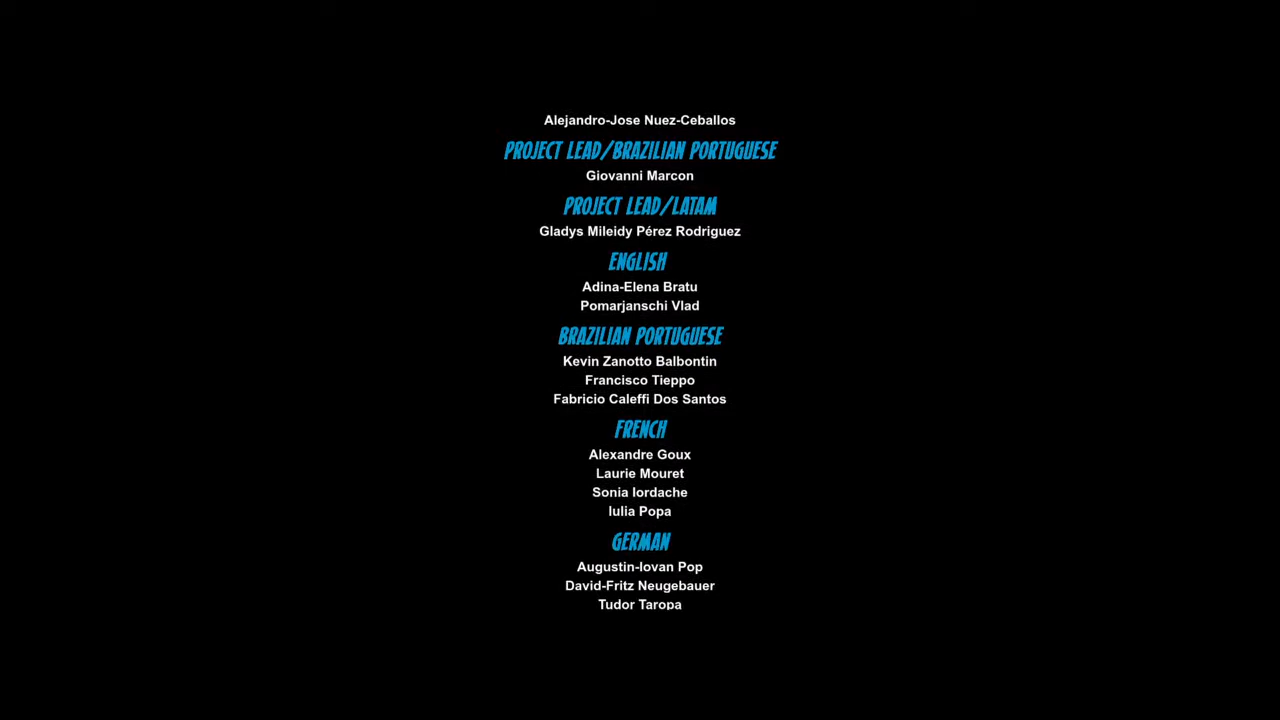 Alejandro-Jose Nuez-Ceballos
PROJECT LEAD/BRAZILIAN PORTUGUESE
Giovanni Marcon
PROJECT LEAD/LATAM
Gladys Mileidy Pérez Rodriguez
ENGLISH
Adina-Elena Bratu
Pomarjanschi Vlad
BRAZILIAN PORTUGUESE
Kevin Zanotto Balbontin
Francisco Tieppo
Fabricio Caleffi Dos Santos
FRENCH
Alexandre Goux
Laurie Mouret
Sonia Iordache
Iulia Popa
GERMAN
Augustin-Iovan Pop
David-Fritz Neugebauer
Tudor Taropa